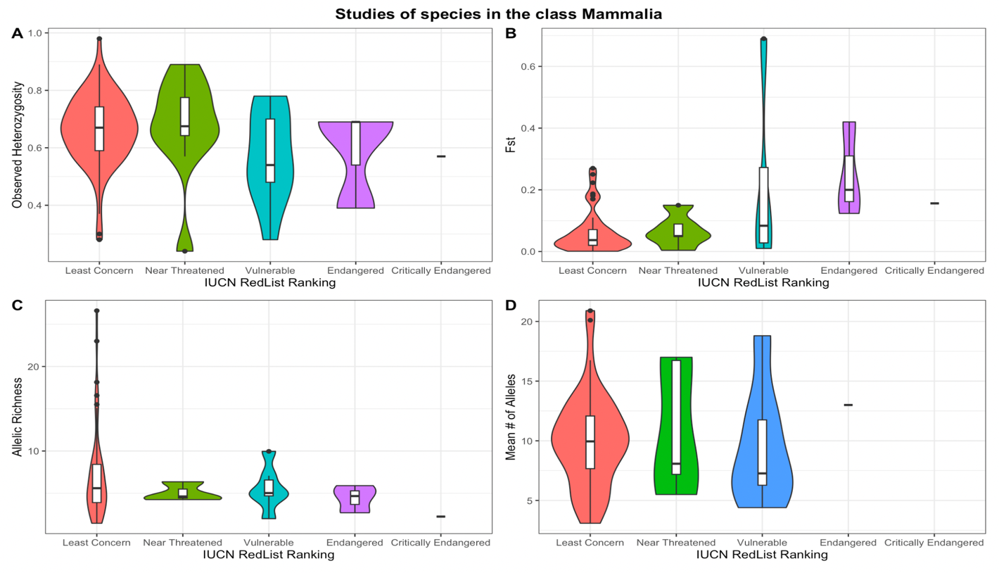 Studies of species in the class Mammalia
A
Observed Heterozygosity
1.0
0.8
0.6
0.4
Least Concern Near Threatened Vulnerable Endangered Critically Endangered
IUCN RedList Ranking
B
Fst
0.6
0.4
0.2
0.0
Least Concern Near Threatened Vulnerable Endangered Critically Endangered
IUCN RedList Ranking
C
Allelic Richness
20
10
Least Concern Near Threatened Vulnerable Endangered Critically Endangered
IUCN RedList Ranking
D
Mean # of Alleles
20
15
10
5
Least Concern Near Threatened Vulnerable Endangered Critically Endangered
IUCN RedList Ranking